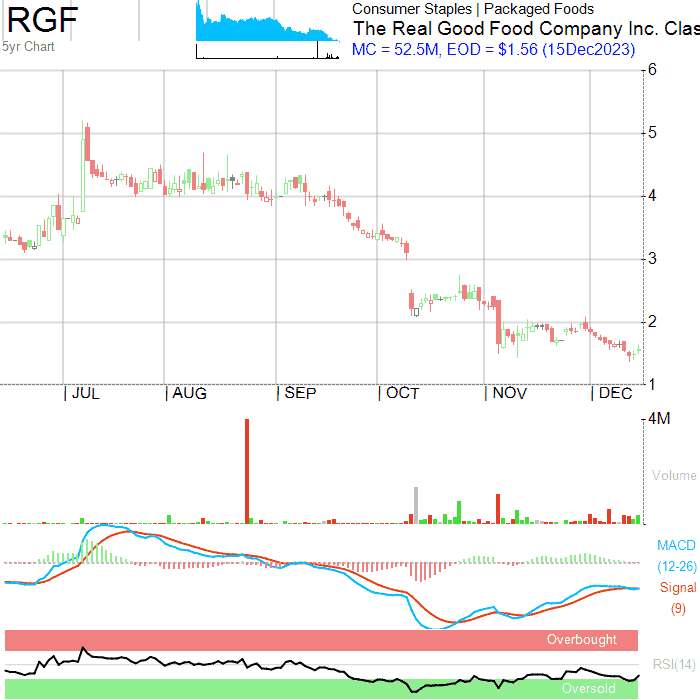 RGF
5yr Chart
Consumer Staples | Packaged Foods
The Real Good Food Company Inc. Clas
MC = 52.5M, EOD = $1.56 (15Dec2023)
6
5
4
3
2
1
JUL AUG SEP OCT NOV DEC
4M
Volume
MACD
(12-26)
Signal
(9)
Overbought
RSI(14)
Oversold